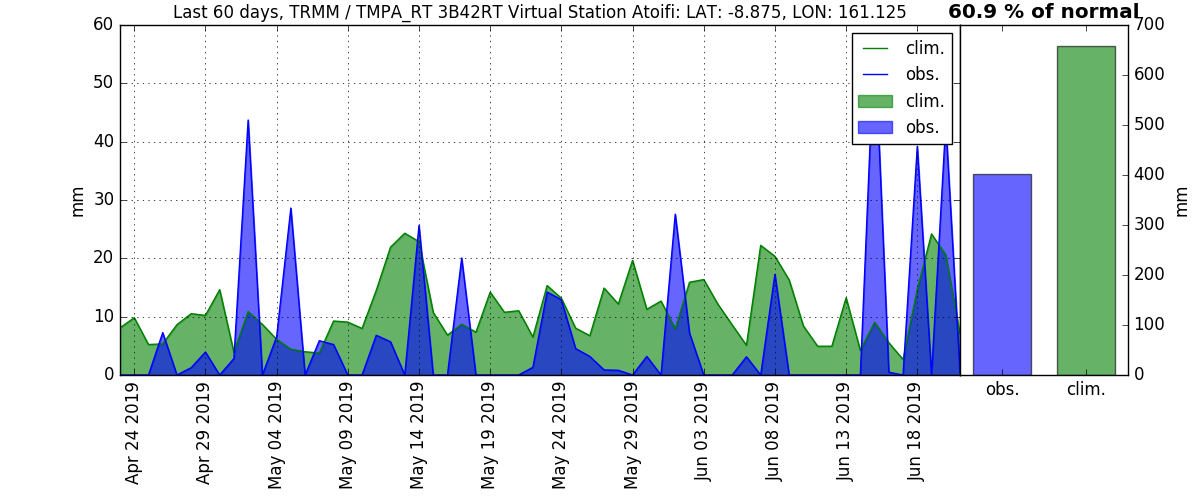 Last 60 days, TRMM / TMPA_RT 3B42RT Virtual Station Atoifi: LAT: -8.875, LON: 161.125
60.9 % of normal
60
50
40
30
20
10
0
mm
clim.
obs.
clim.
obs.
700
600
500
400
300
200
100
0
mm
obs.
clim.
Apr 24 2019
Apr 29 2019
May 04 2019
May 09 2019
May 14 2019
May 19 2019
May 24 2019
May 29 2019
Jun 03 2019
Jun 08 2019
Jun 13 2019
Jun 18 2019